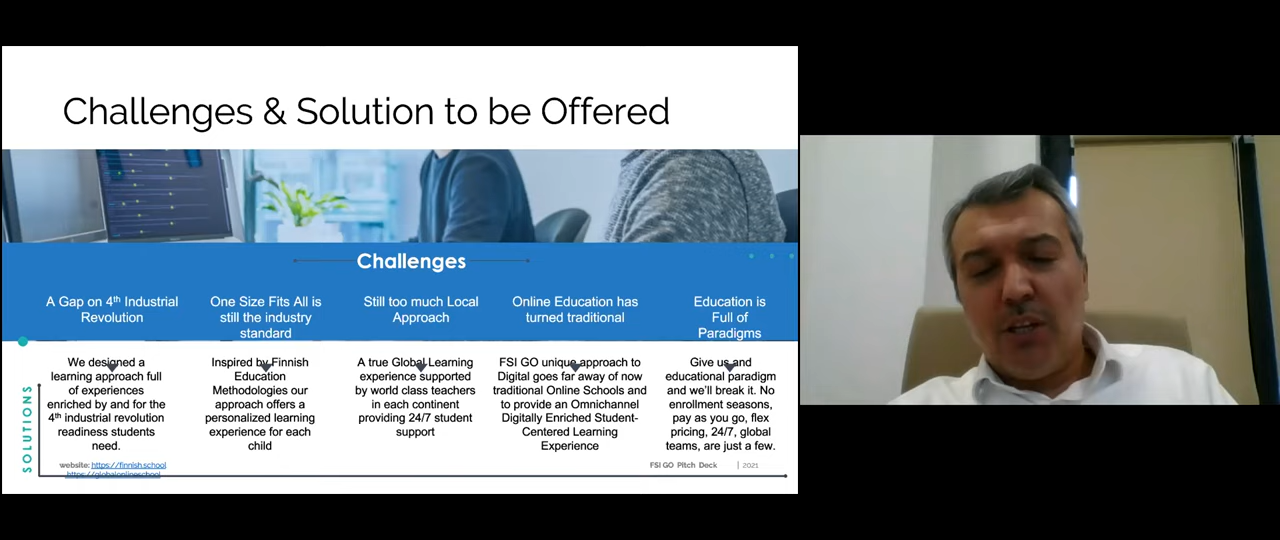 Challenges & Solution to be Offered
Challenges
A Gap on 4th Industrial
Revolution
One Size Fits All is
still the industry
standard
Still too much Local
Approach
Online Education has
turned traditional
Education is
Full of
Paradigms
SOLUTIONS
We designed a
learning approach full
of experiences
enriched by and for the
4th industrial revolution
readiness students
need.
Inspired by Finnish
Education
Methodologies our
approach offers a
personalized learning
experience for each
child
A true Global Learning
experience supported
by world class teachers
in each continent
providing 24/7 student
support
FSI GO unique approach to
Digital goes far away of now
traditional Online Schools and
to provide an Omnichannel
Digitally Enriched Student-
Centered Learning
Experience
Give us and
educational paradigm
and we'll break it. No
enrollment seasons,
pay as you go, flex
pricing, 24/7, global
teams, are just a few.
website: https://finnish.school
https://globalonlineschool
FSI GO Pitch Deck | 2021